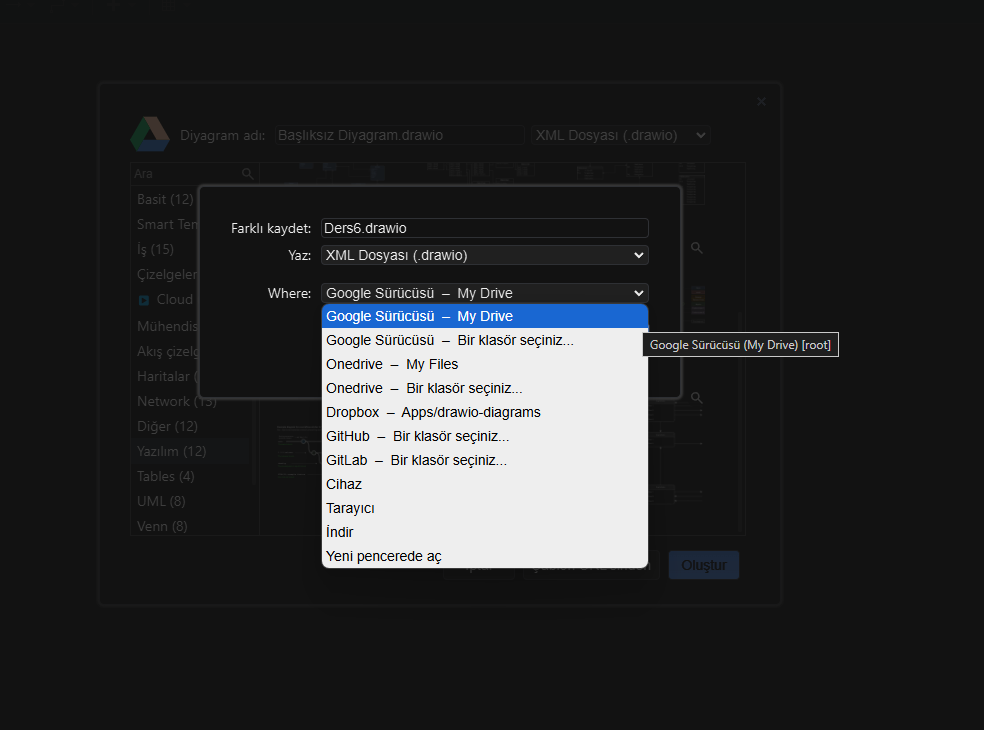 Diyagram adı: Başlıksız Diyagram.drawio XML Dosyası (.drawio)
Ara
Basit (12)
Smart Tem
İş (15)
Çizelgeler
Cloud
Mühendis
Akış çizelg
Haritalar (
Network (13)
Diğer (12)
Yazılım (12)
Tables (4)
UML (8)
Venn (8)
Farklı kaydet: Ders6.drawio
Yaz: XML Dosyası (.drawio)
Where: Google Sürücüsü – My Drive
Google Sürücüsü – My Drive
Google Sürücüsü – Bir klasör seçiniz...
Onedrive – My Files
Onedrive – Bir klasör seçiniz...
Dropbox – Apps/drawio-diagrams
GitHub – Bir klasör seçiniz...
GitLab – Bir klasör seçiniz...
Cihaz
Tarayıcı
İndir
Yeni pencerede aç
Google Sürücüsü (My Drive) [root]
Oluştur